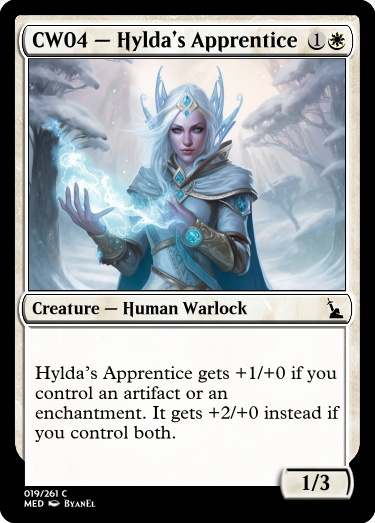 CW04 — Hylda's Apprentice 1
Creature — Human Warlock
Hylda's Apprentice gets +1/+0 if you
control an artifact or an
enchantment. It gets +2/+0 instead if
you control both.
1/3
019/261 C
MED ByanEl